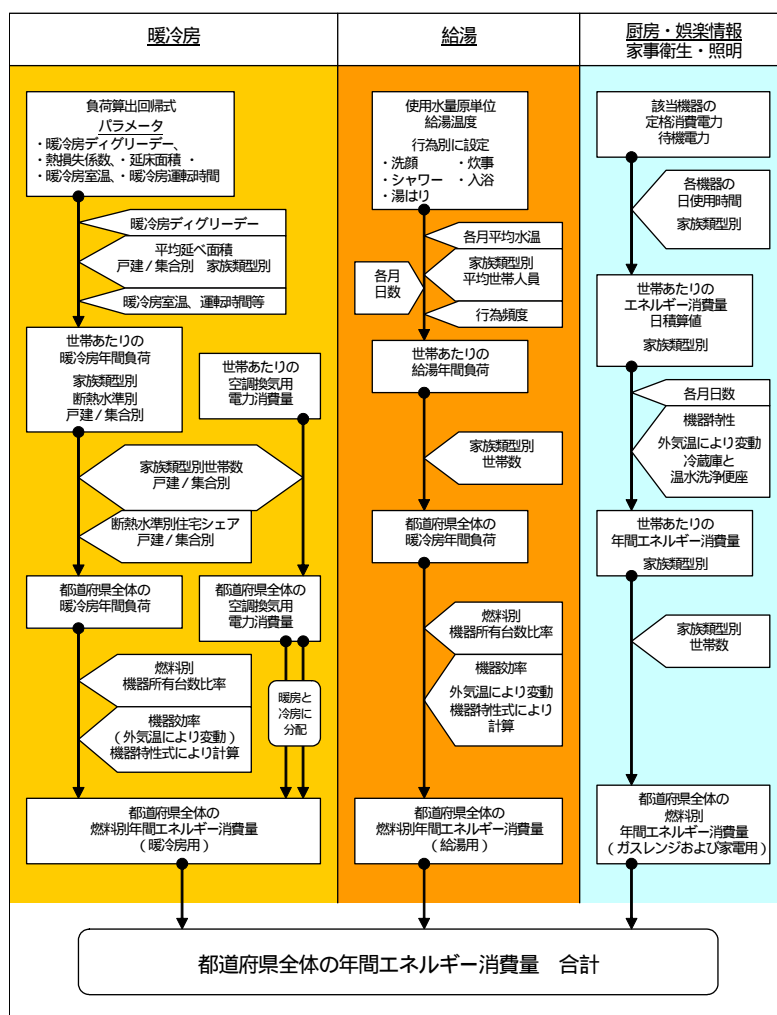 暖冷房
負荷算出回帰式
パラメータ
・暖冷房ディグリーデー、
・熱損失係数、・延床面積 ・
・暖冷房室温、・暖冷房運転時間
暖冷房ディグリーデー
平均延べ面積
戸建/集合別 家族類型別
暖冷房室温、運転時間等
世帯あたりの
暖冷房年間負荷
家族類型別
断熱水準別
戸建/集合別
世帯あたりの
空調換気用
電力消費量
家族類型別世帯数
戸建/集合別
断熱水準別住宅シェア
戸建/集合別
都道府県全体の
暖冷房年間負荷
都道府県全体の
空調換気用
電力消費量
燃料別
機器所有台数比率
機器効率
(外気温により変動)
機器特性式により計算
暖房と
冷房に
分配
都道府県全体の
燃料別年間エネルギー消費量
(暖冷房用)
給湯
使用水量原単位
給湯温度
行為別に設定
・洗顔 ・炊事
・シャワー ・入浴
・湯はり
各月平均水温
家族類型別
平均世帯人員
各月
日数
行為頻度
世帯あたりの
給湯年間負荷
家族類型別
世帯数
都道府県全体の
暖冷房年間負荷
燃料別
機器所有台数比率
機器効率
外気温により変動
機器特性式により
計算
都道府県全体の
燃料別年間エネルギー消費量
(給湯用)
厨房・娯楽情報
家事衛生・照明
該当機器の
定格消費電力
待機電力
各機器の
日使用時間
家族類型別
世帯あたりの
エネルギー消費量
日積算値
家族類型別
各月日数
機器特性
外気温により変動
冷蔵庫と
温水洗浄便座
世帯あたりの
年間エネルギー消費量
家族類型別
家族類型別
世帯数
都道府県全体の
燃料別
年間エネルギー消費量
(ガスレンジおよび家電用)
都道府県全体の年間エネルギー消費量 合計